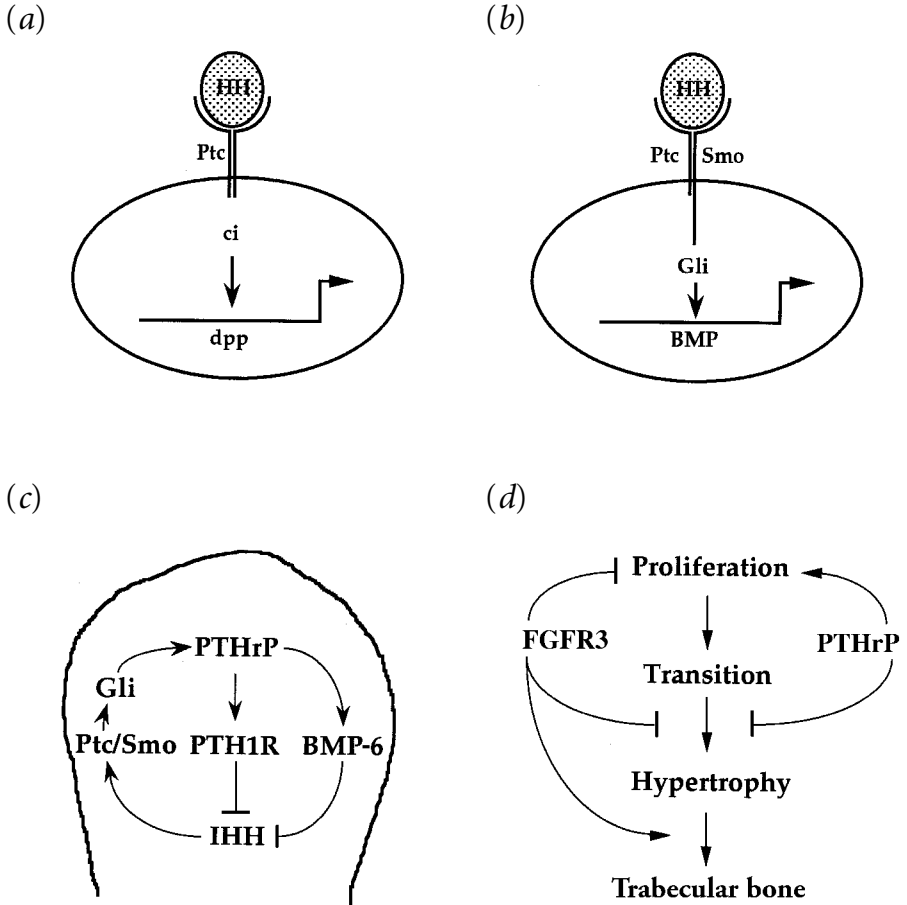 (a)
HH
Ptc
ci
dpp
(b)
HH
Ptc Smo
Gli
BMP
(c)
PTHrP
Gli
Ptc/Smo PTH1R BMP-6
IHH
(d)
Proliferation
FGFR3 PTHrP
Transition
Hypertrophy
Trabecular bone